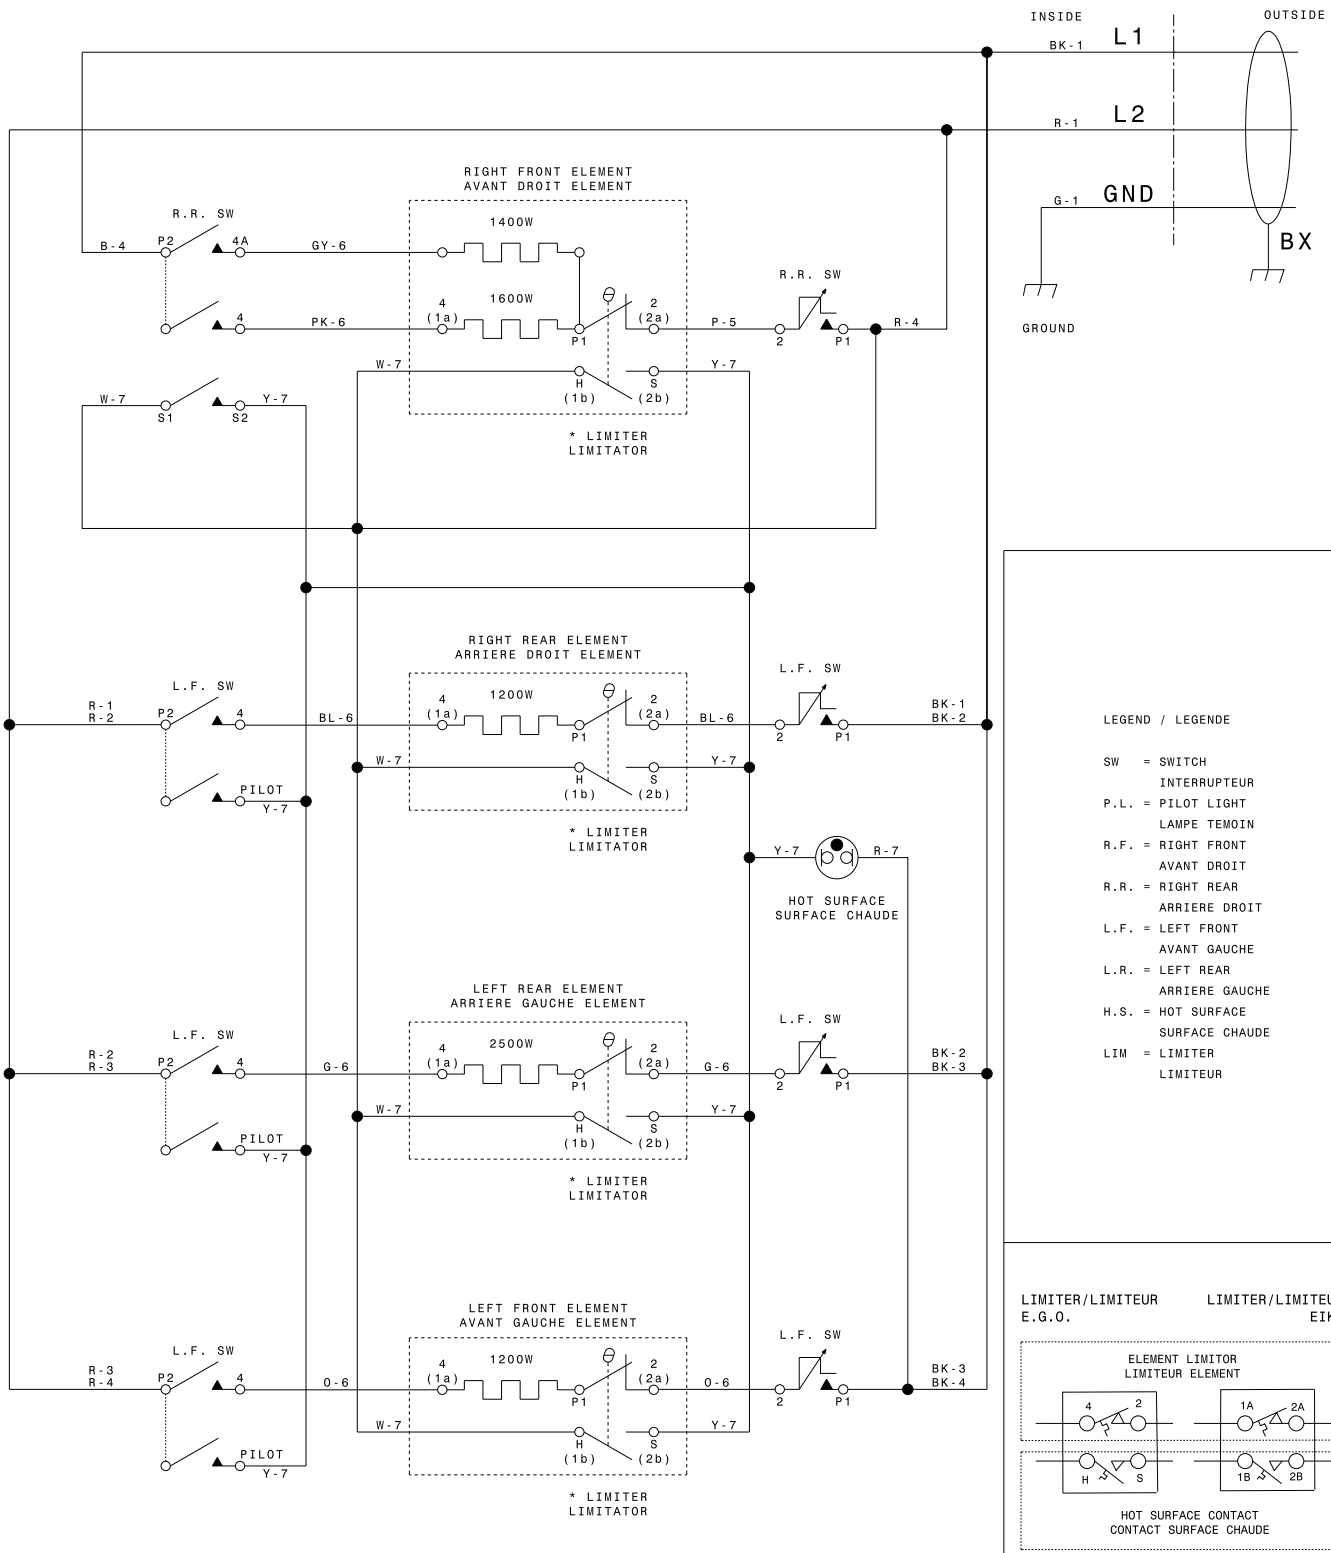 INSIDE OUTSIDE
BK-1 L1
R-1 L2
G-1 GND
BX
GROUND
RIGHT FRONT ELEMENT
AVANT DROIT ELEMENT
R.R. SW
1400W
B-4 P2 4A GY-6
R.R. SW
1600W
4 PK-6 4 (1a) P1 2 (2a) P-5 2 P1 R-4
W-7 H (1b) S (2b) Y-7
W-7 S1 S2 Y-7
* LIMITER
LIMITATOR
RIGHT REAR ELEMENT
ARRIERE DROIT ELEMENT
L.F. SW
L.F. SW
1200W
R-1
R-2
P2 4 BL-6 4 (1a) P1 2 (2a) BL-6 2 P1
BK-1
BK-2
W-7 H (1b) S (2b) Y-7
PILOT
Y-7
* LIMITER
LIMITATOR
Y-7 R-7
HOT SURFACE
SURFACE CHAUDE
LEFT REAR ELEMENT
ARRIERE GAUCHE ELEMENT
L.F. SW
L.F. SW
2500W
R-2
R-3
P2 4 G-6 4 (1a) P1 2 (2a) G-6 2 P1
BK-2
BK-3
W-7 H (1b) S (2b) Y-7
PILOT
Y-7
* LIMITER
LIMITATOR
LEFT FRONT ELEMENT
AVANT GAUCHE ELEMENT
L.F. SW
L.F. SW
1200W
R-3
R-4
P2 4 O-6 4 (1a) P1 2 (2a) O-6 2 P1
BK-3
BK-4
W-7 H (1b) S (2b) Y-7
PILOT
Y-7
* LIMITER
LIMITATOR
LEGEND / LEGENDE
SW = SWITCH
INTERRUPTEUR
P.L. = PILOT LIGHT
LAMPE TEMOIN
R.F. = RIGHT FRONT
AVANT DROIT
R.R. = RIGHT REAR
ARRIERE DROIT
L.F. = LEFT FRONT
AVANT GAUCHE
L.R. = LEFT REAR
ARRIERE GAUCHE
H.S. = HOT SURFACE
SURFACE CHAUDE
LIM = LIMITER
LIMITEUR
LIMITER/LIMITEUR LIMITER/LIMITEU
E.G.O. EIK
ELEMENT LIMITOR
LIMITEUR ELEMENT
4 2 1A 2A
H S 1B 2B
HOT SURFACE CONTACT
CONTACT SURFACE CHAUDE